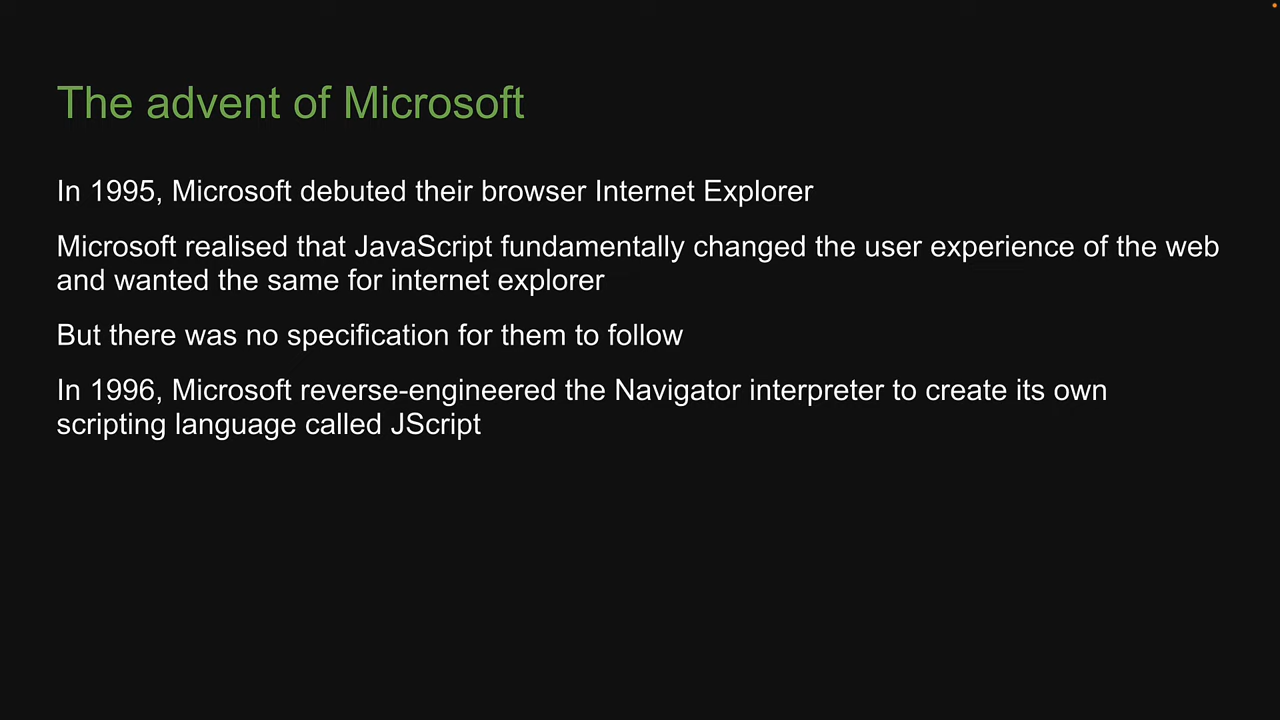 The advent of Microsoft
In 1995, Microsoft debuted their browser Internet Explorer
Microsoft realised that JavaScript fundamentally changed the user experience of the web
and wanted the same for internet explorer
But there was no specification for them to follow
In 1996, Microsoft reverse-engineered the Navigator interpreter to create its own
scripting language called JScript